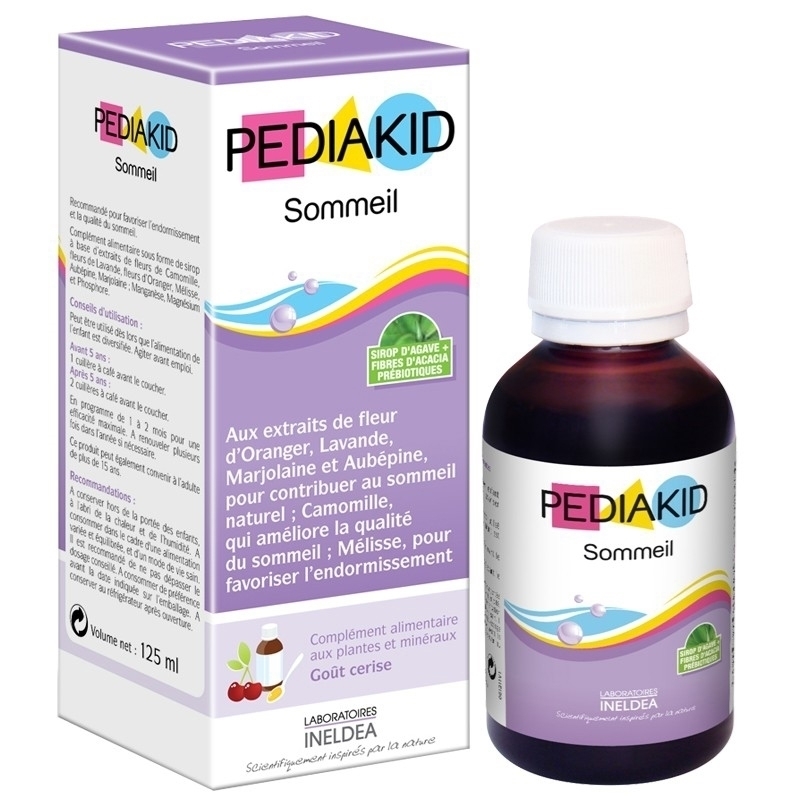 PEDIAKID
Sommeil
PEDIAKID
Sommeil
Recommandé pour favoriser l'endormissement
et la qualité du sommeil.
Complément alimentaire sous forme de sirop
à base d'extraits de fleurs de Camomille,
fleurs de Lavande, fleurs d'Oranger, Mélisse,
Aubépine, Marjolaine ; Manganèse, Magnésium
et Phosphore.
Conseils d'utilisation :
Peut être utilisé dès lors que l'alimentation de
l'enfant est diversifiée. Agiter avant emploi.
Avant 5 ans :
1 cuillère à café avant le coucher.
Après 5 ans :
2 cuillères à café avant le coucher.
En programme de 1 à 2 mois pour une
efficacité maximale. A renouveler plusieurs
fois dans l'année si nécessaire.
Ce produit peut également convenir à l'adulte
de plus de 15 ans.
Recommandations :
A conserver hors de la portée des enfants,
à l'abri de la chaleur et de l'humidité. A
consommer dans le cadre d'une alimentation
variée et équilibrée, et d'un mode de vie sain.
Il est recommandé de ne pas dépasser le
dosage conseillé. A consommer de préférence
avant la date indiquée sur l'emballage. A
conserver au réfrigérateur après ouverture.
Volume net : 125 ml
PEDIAKID
Sommeil
SIROP D'AGAVE +
FIBRES D'ACACIA
PRÉBIOTIQUES
Aux extraits de fleur
d'Oranger, Lavande,
Marjolaine et Aubépine,
pour contribuer au sommeil
naturel ; Camomille,
qui améliore la qualité
du sommeil ; Mélisse, pour
favoriser l'endormissement
Complément alimentaire
aux plantes et minéraux
Goût cerise
LABORATOIRES
INELDEA
Scientifiquement inspirés par la nature
PEDIAKID
Sommeil
SIROP D'AGAVE +
FIBRES D'ACACIA
PRÉBIOTIQUES
LABORATOIRES
INELDEA
Scientifiquement inspirés par la nature